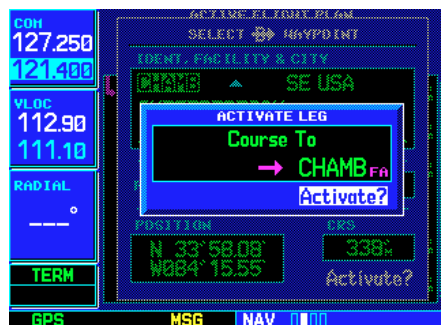 COM
127.250
121.400
VLOC
112.90
111.10
RADIAL
___°
TERM
GPS
ACTIVE FLIGHT PLAN
SELECT D WAYPOINT
IDENT, FACILITY & CITY
CHAMB SE USA
ACTIVATE LEG
Course To
→ CHAMB FA
Activate?
POSITION
CRS
N 33°58.08'
W084°15.55'
338°M
Activate?
MSG
NAV